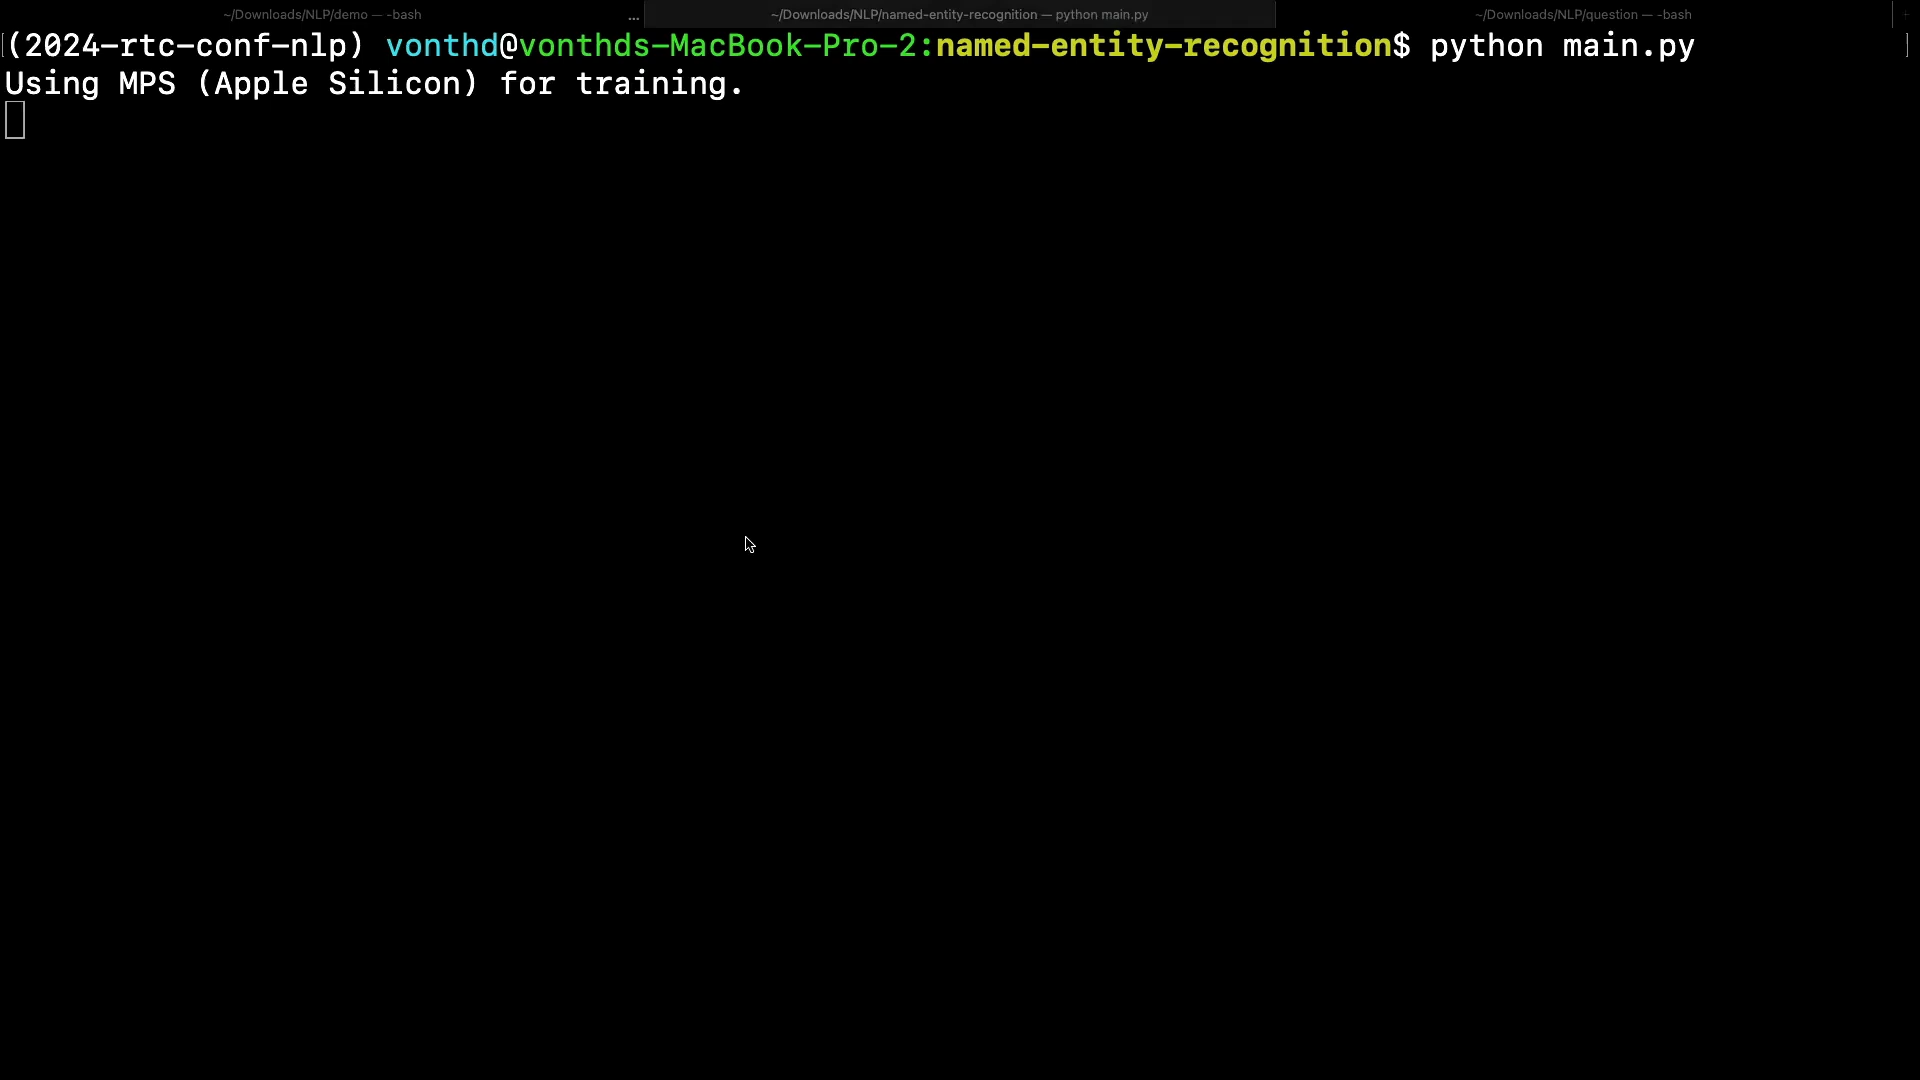 ~/Downloads/NLP/demo — -bash
... ~/Downloads/NLP/named-entity-recognition — python main.py
~/Downloads/NLP/question — -bash
(2024-rtc-conf-nlp) vonthd@vonthds-MacBook-Pro-2:named-entity-recognition$ python main.py
Using MPS (Apple Silicon) for training.